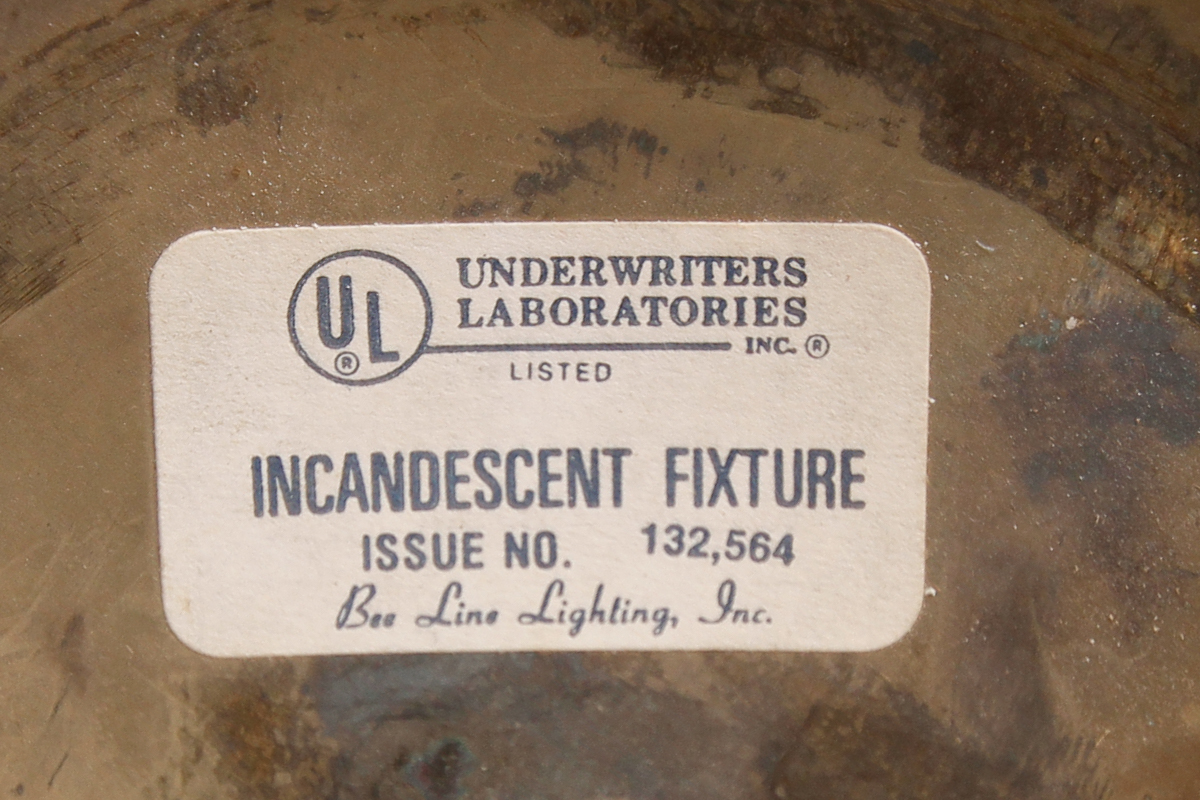 UL® UNDERWRITERS
LABORATORIES
INC.®
LISTED
INCANDESCENT FIXTURE
ISSUE NO. 132,564
Bee Line Lighting, Inc.